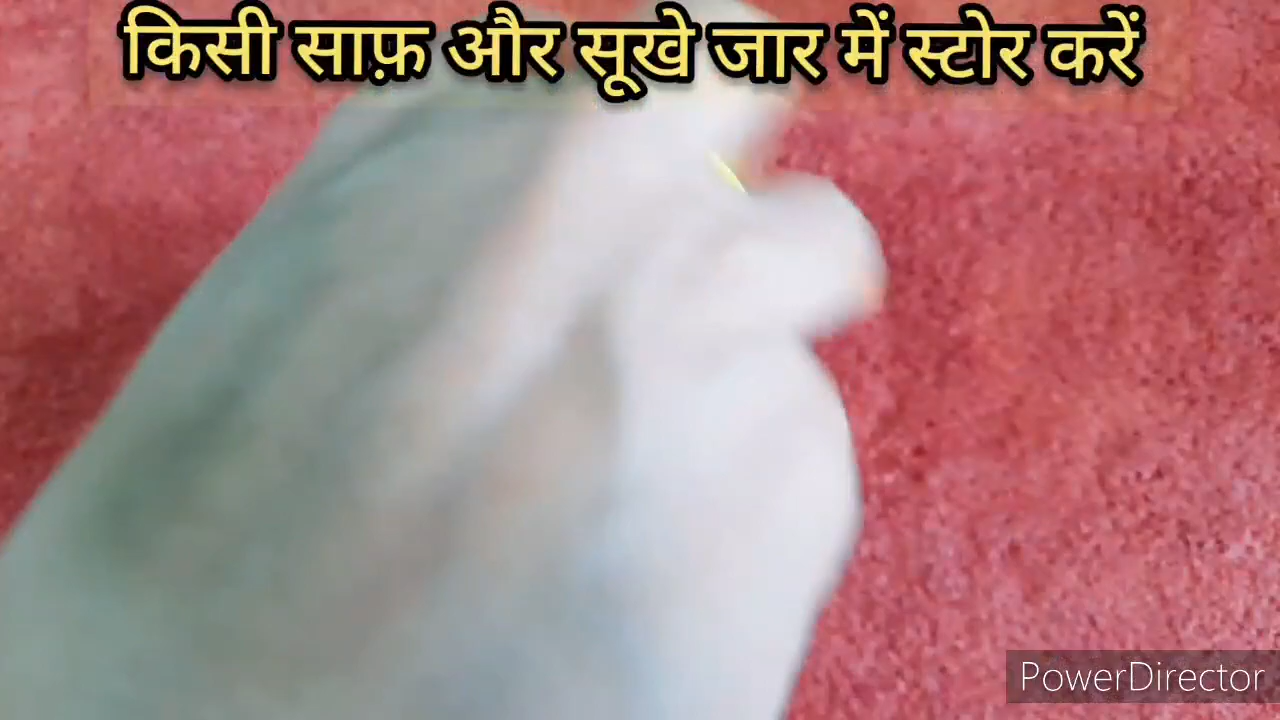 किसी साफ़ और सूखे जार में स्टोर करें
PowerDirector